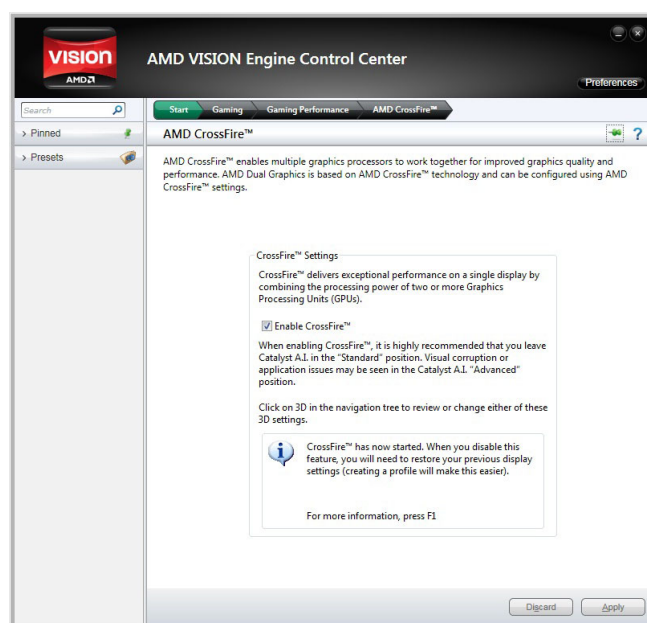 VISION
AMD
AMD VISION Engine Control Center
Preferences
Search
Start Gaming Gaming Performance AMD CrossFire™
> Pinned
AMD CrossFire™
?
> Presets
AMD CrossFire™ enables multiple graphics processors to work together for improved graphics quality and
performance. AMD Dual Graphics is based on AMD CrossFire™ technology and can be configured using AMD
CrossFire™ settings.
CrossFire™ Settings
CrossFire™ delivers exceptional performance on a single display by
combining the processing power of two or more Graphics
Processing Units (GPUs).
Enable CrossFire™
When enabling CrossFire™, it is highly recommended that you leave
Catalyst A.I. in the "Standard" position. Visual corruption or
application issues may be seen in the Catalyst A.I. "Advanced"
position.
Click on 3D in the navigation tree to review or change either of these
3D settings.
CrossFire™ has now started. When you disable this
feature, you will need to restore your previous display
settings (creating a profile will make this easier).
For more information, press F1
Discard Apply